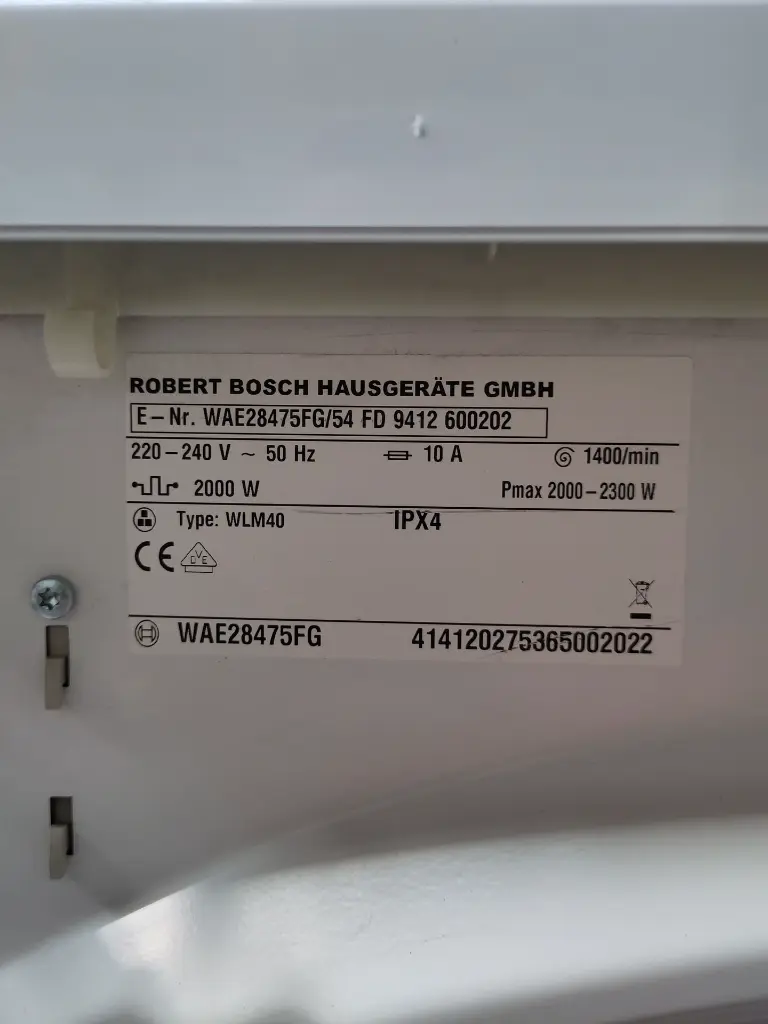 ROBERT BOSCH HAUSGERÄTE GMBH
E-Nr. WAE28475FG/54 FD 9412 600202
220-240 V ~ 50 Hz 10 A 1400/min
2000 W Pmax 2000-2300 W
Type: WLM40 IPX4
CE DVE
WAE28475FG 414120275365002022